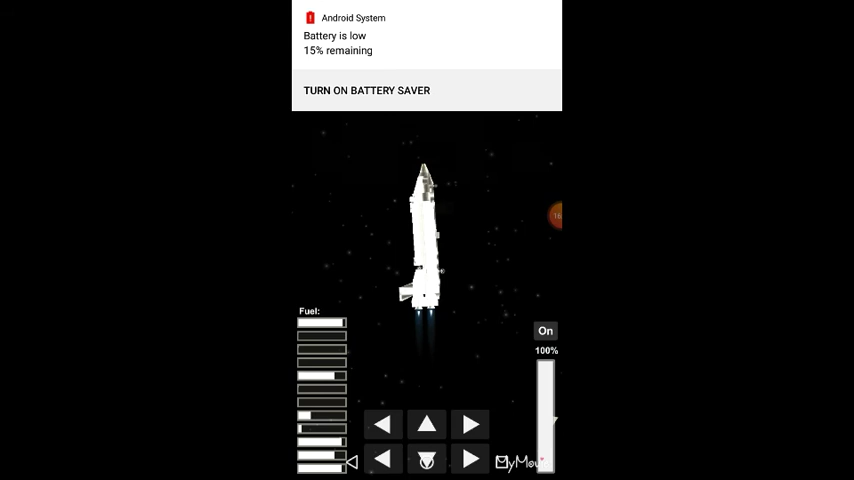 Android System
Battery is low
15% remaining
TURN ON BATTERY SAVER
Fuel:
On
100%